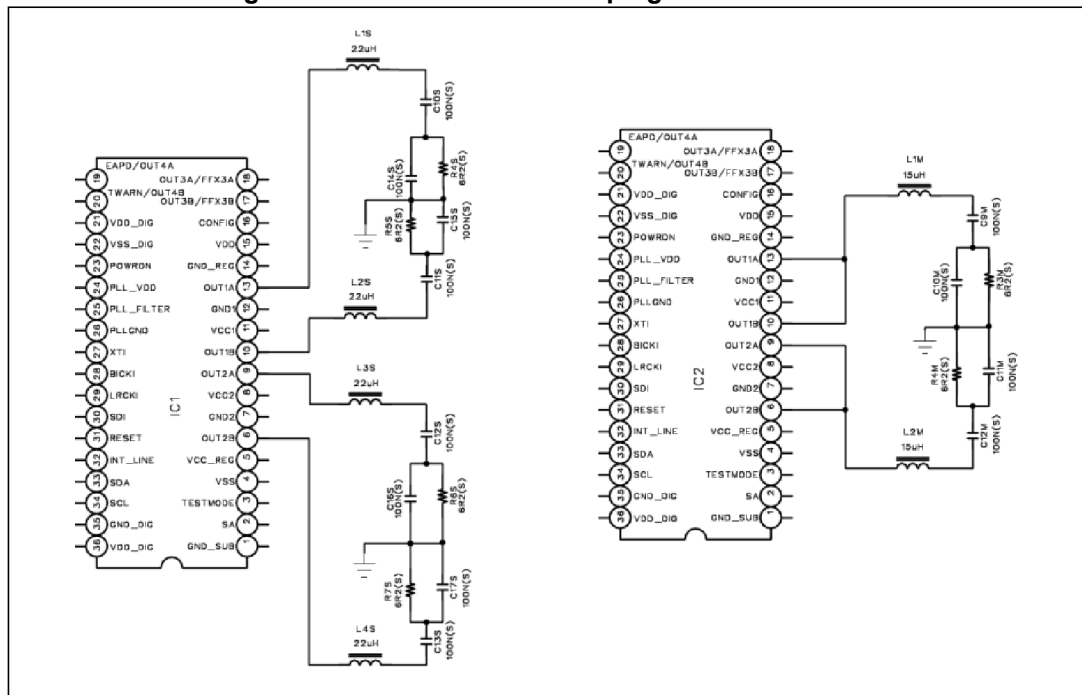 L1S
22uH
C10S
100N(S)
C14S
100N(S)
R4S
6R2(S)
R5S
6R2(S)
C15S
100N(S)
C11S
100N(S)
L2S
22uH
L3S
22uH
C12S
100N(S)
C16S
100N(S)
R6S
6R2(S)
R7S
6R2(S)
C17S
100N(S)
C13S
100N(S)
L4S
22uH
IC1
19 EAPD/OUT4A
20 TWARN/OUT4B
21 VDD_DIG
22 VSS_DIG
23 POWRDN
24 PLL_VDD
25 PLL_FILTER
26 PLLGND
27 XTI
28 BICKI
29 LRCKI
30 SDI
31 RESET
32 INT_LINE
33 SDA
34 SCL
35 GND_DIG
36 VDD_DIG
OUT3A/FFX3A 18
OUT3B/FFX3B 17
CONFIG 16
VDD 15
GND_REG 14
OUT1A 13
GND1 12
VCC1 11
OUT1B 10
OUT2A 9
VCC2 8
GND2 7
OUT2B 6
VCC_REG 5
VSS 4
TESTMODE 3
SA 2
GND_SUB 1
IC2
19 EAPD/OUT4A
20 TWARN/OUT4B
21 VDD_DIG
22 VSS_DIG
23 POWRDN
24 PLL_VDD
25 PLL_FILTER
26 PLLGND
27 XTI
28 BICKI
29 LRCKI
30 SDI
31 RESET
32 INT_LINE
33 SDA
34 SCL
35 GND_DIG
36 VDD_DIG
OUT3A/FFX3A 18
OUT3B/FFX3B 17
CONFIG 16
VDD 15
GND_REG 14
OUT1A 13
GND1 12
VCC1 11
OUT1B 10
OUT2A 9
VCC2 8
GND2 7
OUT2B 6
VCC_REG 5
VSS 4
TESTMODE 3
SA 2
GND_SUB 1
L1M
15uH
C9M
100N(S)
C10M
100N(S)
R3M
6R2(S)
R4M
6R2(S)
C11M
100N(S)
C12M
100N(S)
L2M
15uH